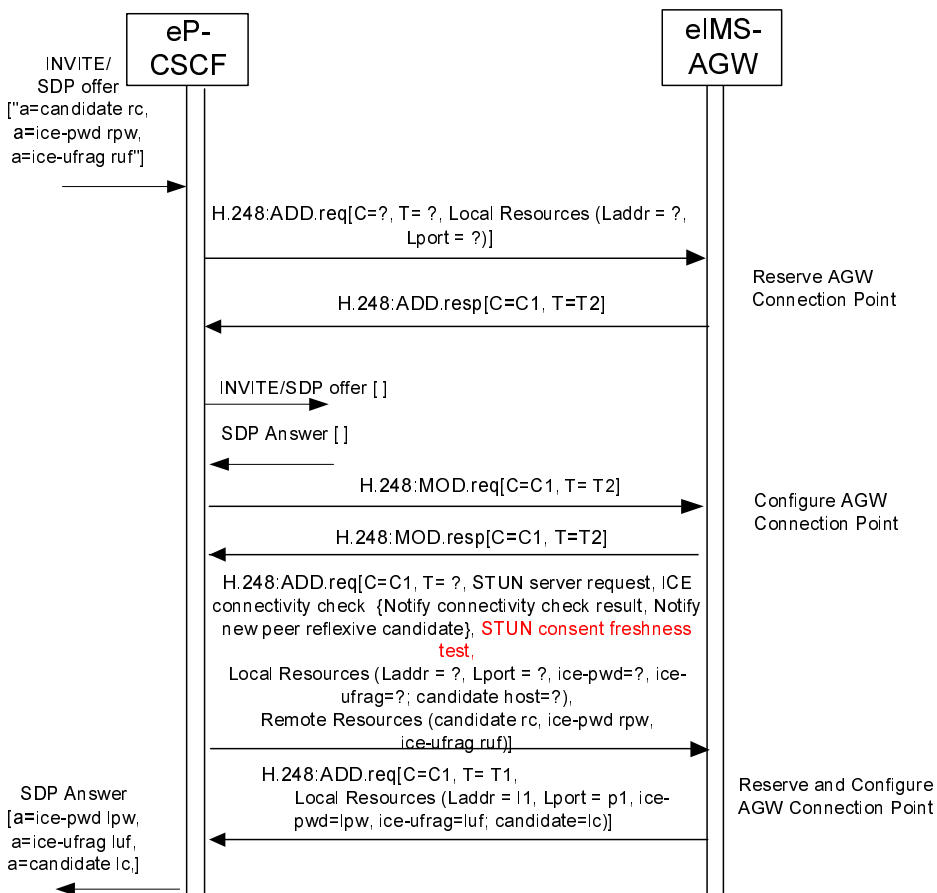 eP-
CSCF
eIMS-
AGW
INVITE/
SDP offer
["a=candidate rc,
a=ice-pwd rpw,
a=ice-ufrag ruf"]
H.248:ADD.req[C=?, T= ?, Local Resources (Laddr = ?,
Lport = ?)]
Reserve AGW
Connection Point
H.248:ADD.resp[C=C1, T=T2]
INVITE/SDP offer [ ]
SDP Answer [ ]
H.248:MOD.req[C=C1, T= T2]
Configure AGW
Connection Point
H.248:MOD.resp[C=C1, T=T2]
H.248:ADD.req[C=C1, T= ?, STUN server request, ICE
connectivity check {Notify connectivity check result, Notify
new peer reflexive candidate}, STUN consent freshness
test,
Local Resources (Laddr = ?, Lport = ?, ice-pwd=?, ice-
ufrag=?; candidate host=?),
Remote Resources (candidate rc, ice-pwd rpw,
ice-ufrag ruf)]
H.248:ADD.req[C=C1, T= T1,
Local Resources (Laddr = l1, Lport = p1, ice-
pwd=lpw, ice-ufrag=luf; candidate=lc)]
Reserve and Configure
AGW Connection Point
SDP Answer
[a=ice-pwd lpw,
a=ice-ufrag luf,
a=candidate lc,]